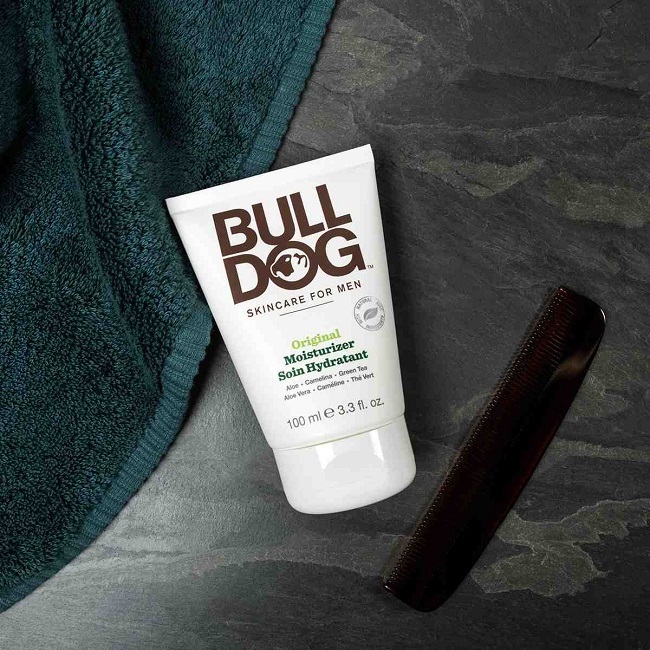 BULL
DOG™
SKINCARE FOR MEN
Original
Moisturizer
Soin Hydratant
Aloe • Camelina • Green Tea
Aloe Vera • Caméline • Thé Vert
100 ml ℮ 3.3 fl. oz.